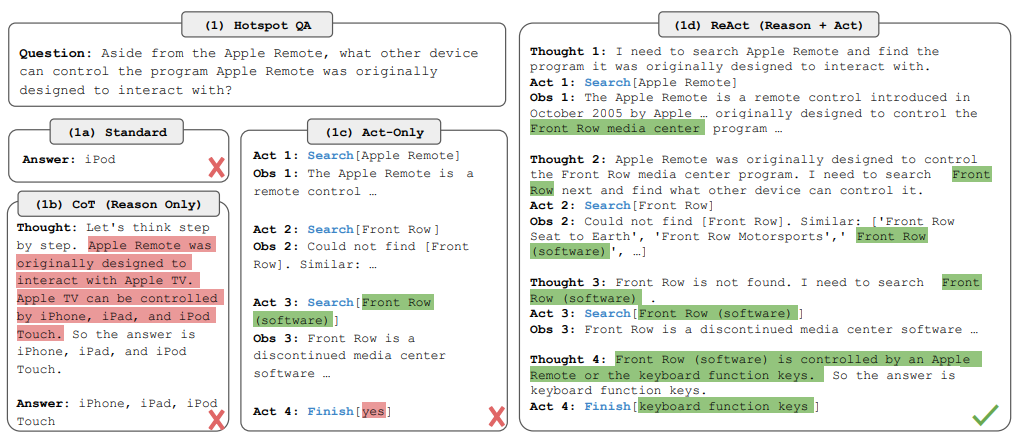 (1) Hotspot QA
Question: Aside from the Apple Remote, what other device
can control the program Apple Remote was originally
designed to interact with?
(1a) Standard
Answer: iPod
(1b) CoT (Reason Only)
Thought: Let's think step
by step. Apple Remote was
originally designed to
interact with Apple TV.
Apple TV can be controlled
by iPhone, iPad, and iPod
Touch. So the answer is
iPhone, iPad, and iPod
Touch.
Answer: iPhone, iPad, iPod
Touch
(1c) Act-Only
Act 1: Search[Apple Remote]
Obs 1: The Apple Remote is a
remote control …
Act 2: Search[Front Row]
Obs 2: Could not find [Front
Row]. Similar: …
Act 3: Search[Front Row
(software)]
Obs 3: Front Row is a
discontinued media center
software …
Act 4: Finish[yes]
(1d) ReAct (Reason + Act)
Thought 1: I need to search Apple Remote and find the
program it was originally designed to interact with.
Act 1: Search[Apple Remote]
Obs 1: The Apple Remote is a remote control introduced in
October 2005 by Apple … originally designed to control the
Front Row media center program …
Thought 2: Apple Remote was originally designed to control
the Front Row media center program. I need to search Front
Row next and find what other device can control it.
Act 2: Search[Front Row]
Obs 2: Could not find [Front Row]. Similar: ['Front Row
Seat to Earth', 'Front Row Motorsports',' Front Row
(software)', …]
Thought 3: Front Row is not found. I need to search Front
Row (software) .
Act 3: Search[Front Row (software)]
Obs 3: Front Row is a discontinued media center software …
Thought 4: Front Row (software) is controlled by an Apple
Remote or the keyboard function keys. So the answer is
keyboard function keys.
Act 4: Finish[keyboard function keys]